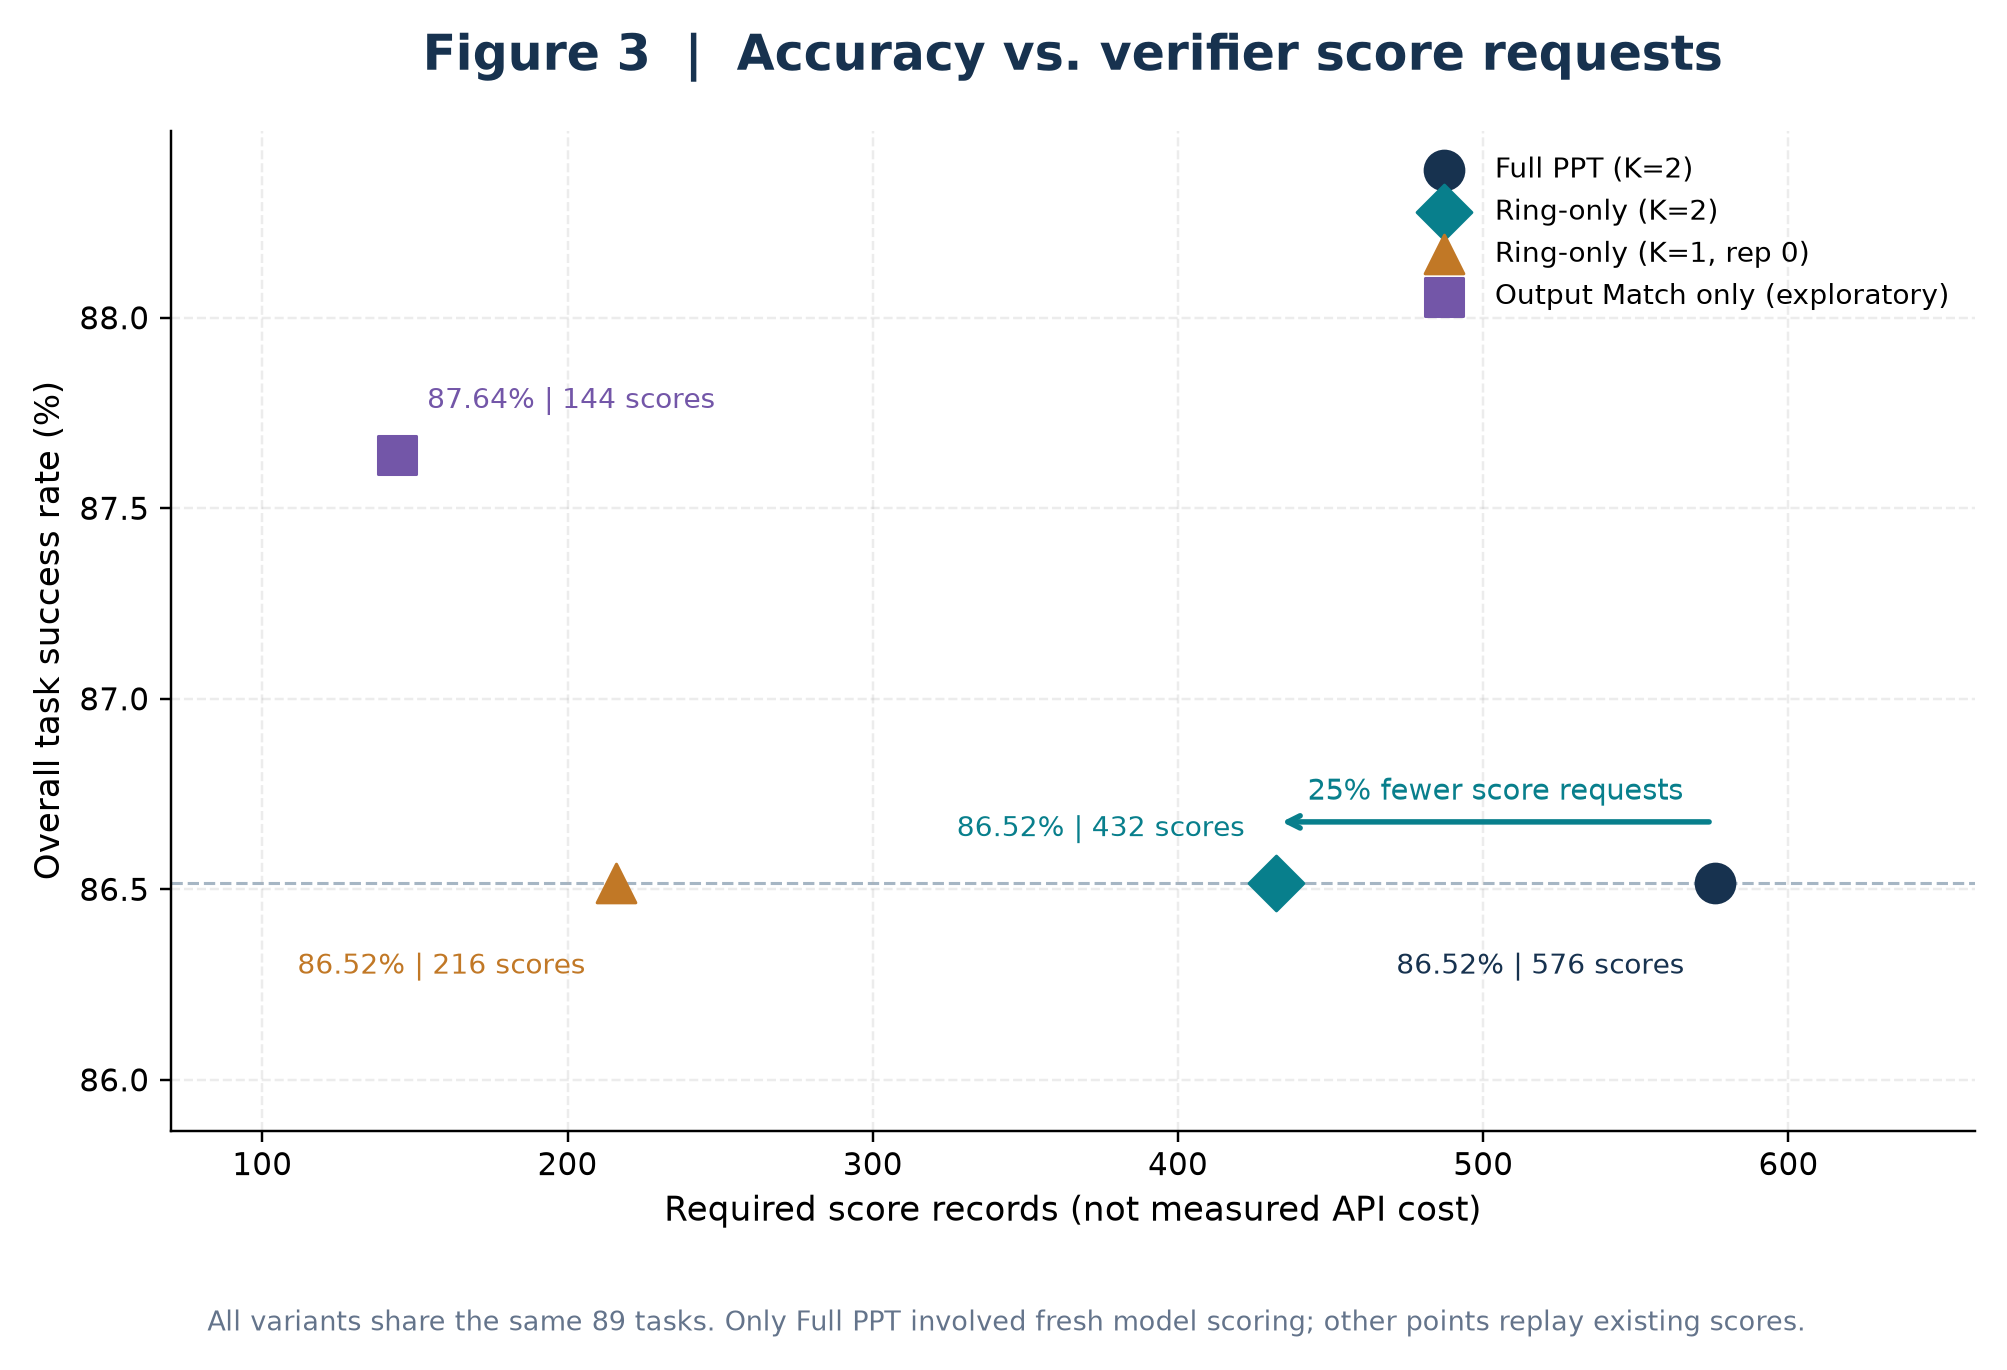 Figure 3 | Accuracy vs. verifier score requests
Full PPT (K=2)
Ring-only (K=2)
Ring-only (K=1, rep 0)
Output Match only (exploratory)
88.0
87.64% | 144 scores
87.5
Overall task success rate (%)
87.0
25% fewer score requests
86.52% | 432 scores
86.5
86.52% | 216 scores
86.52% | 576 scores
86.0
100 200 300 400 500 600
Required score records (not measured API cost)
All variants share the same 89 tasks. Only Full PPT involved fresh model scoring; other points replay existing scores.